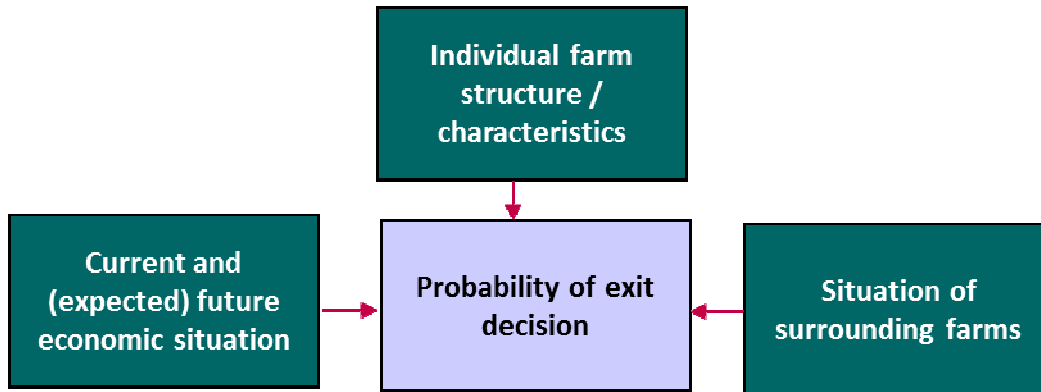 Individual farm
structure /
characteristics
Current and
(expected) future
economic situation
Probability of exit
decision
Situation of
surrounding farms